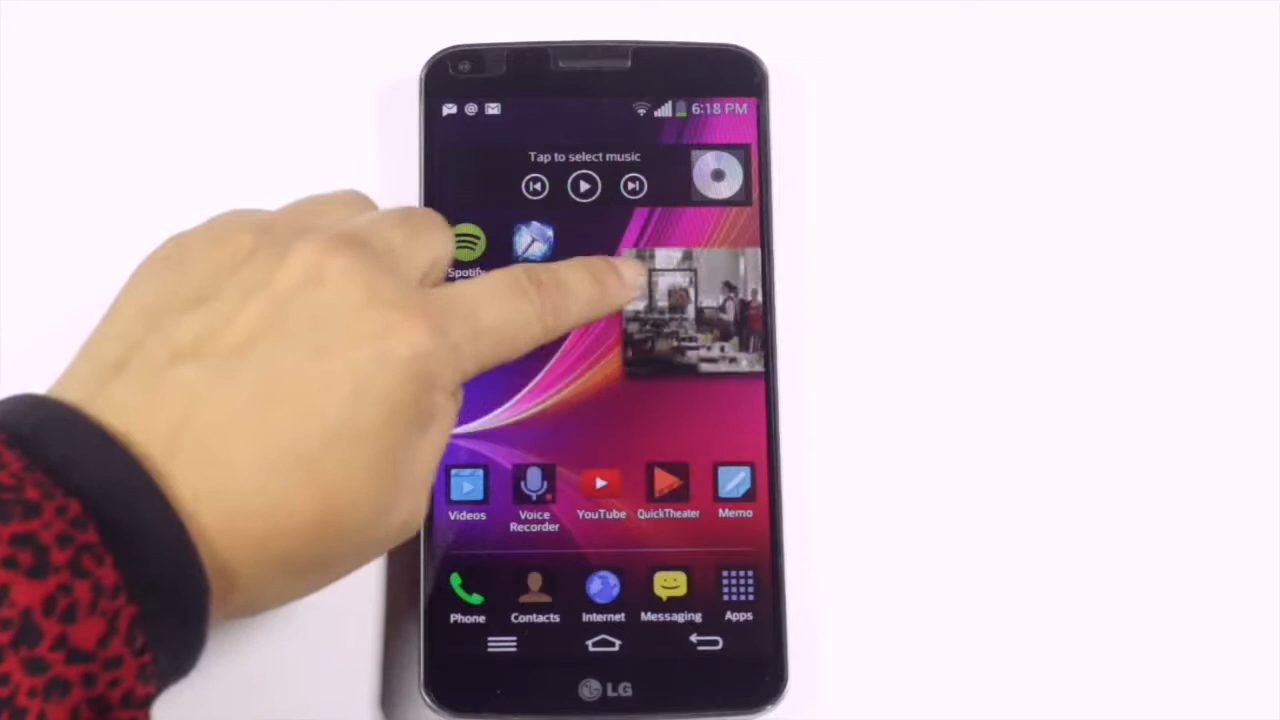 6:18 PM
Tap to select music
Spotify
Videos
Voice
Recorder
YouTube
QuickTheater
Memo
Phone
Contacts
Internet
Messaging
Apps
LG